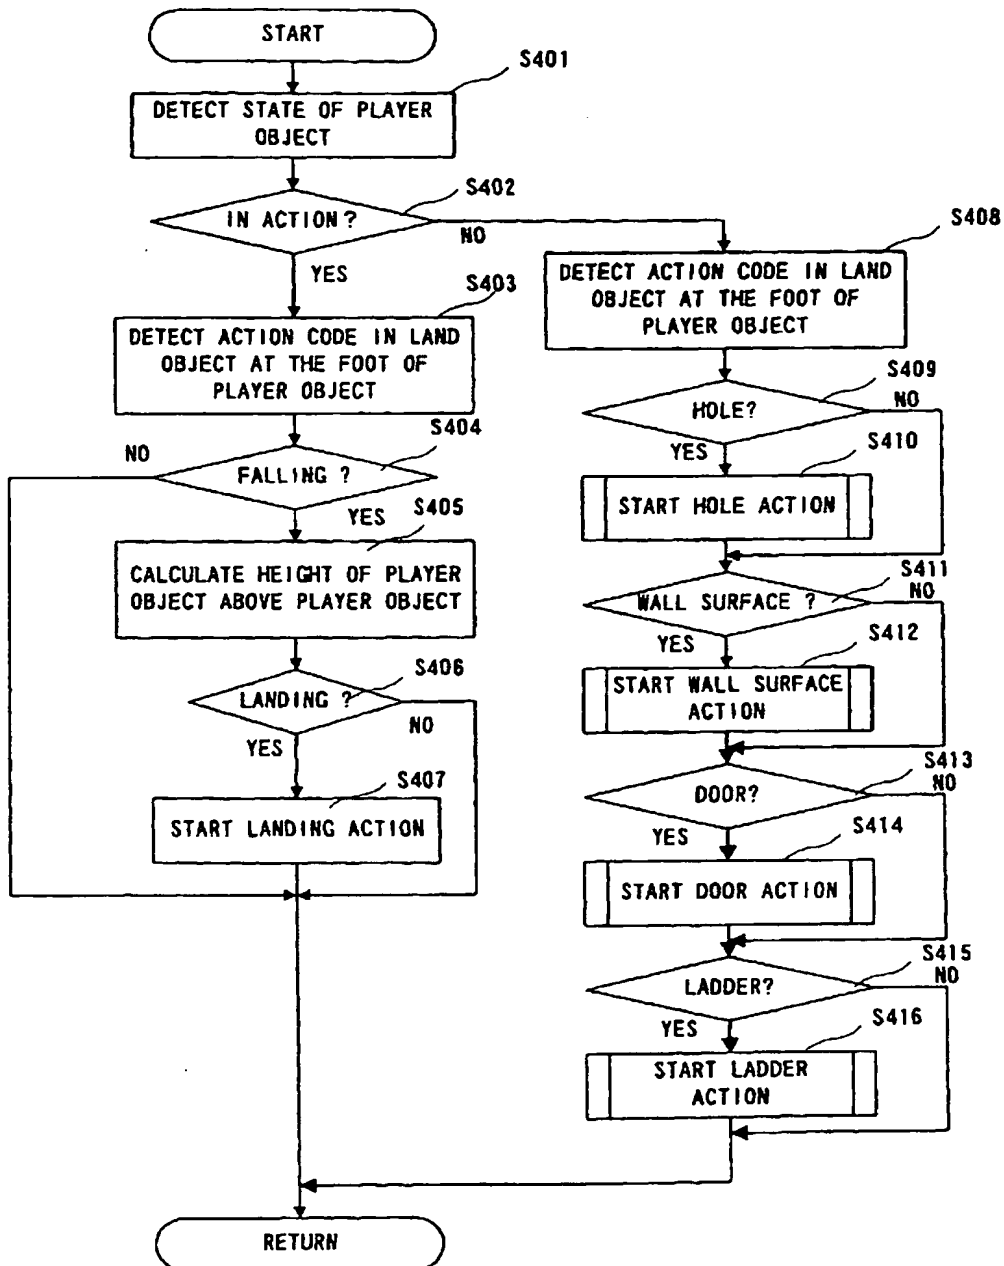 START
S401
DETECT STATE OF PLAYER
OBJECT
S402
IN ACTION ?
NO
YES
S403
DETECT ACTION CODE IN LAND
OBJECT AT THE FOOT OF
PLAYER OBJECT
S404
NO
FALLING ?
YES
S405
CALCULATE HEIGHT OF PLAYER
OBJECT ABOVE PLAYER OBJECT
S406
LANDING ?
NO
YES
S407
START LANDING ACTION
S408
DETECT ACTION CODE IN LAND
OBJECT AT THE FOOT OF
PLAYER OBJECT
S409
HOLE?
NO
YES
S410
START HOLE ACTION
S411
WALL SURFACE ?
NO
YES
S412
START WALL SURFACE
ACTION
S413
DOOR?
NO
YES
S414
START DOOR ACTION
S415
LADDER?
NO
YES
S416
START LADDER
ACTION
RETURN